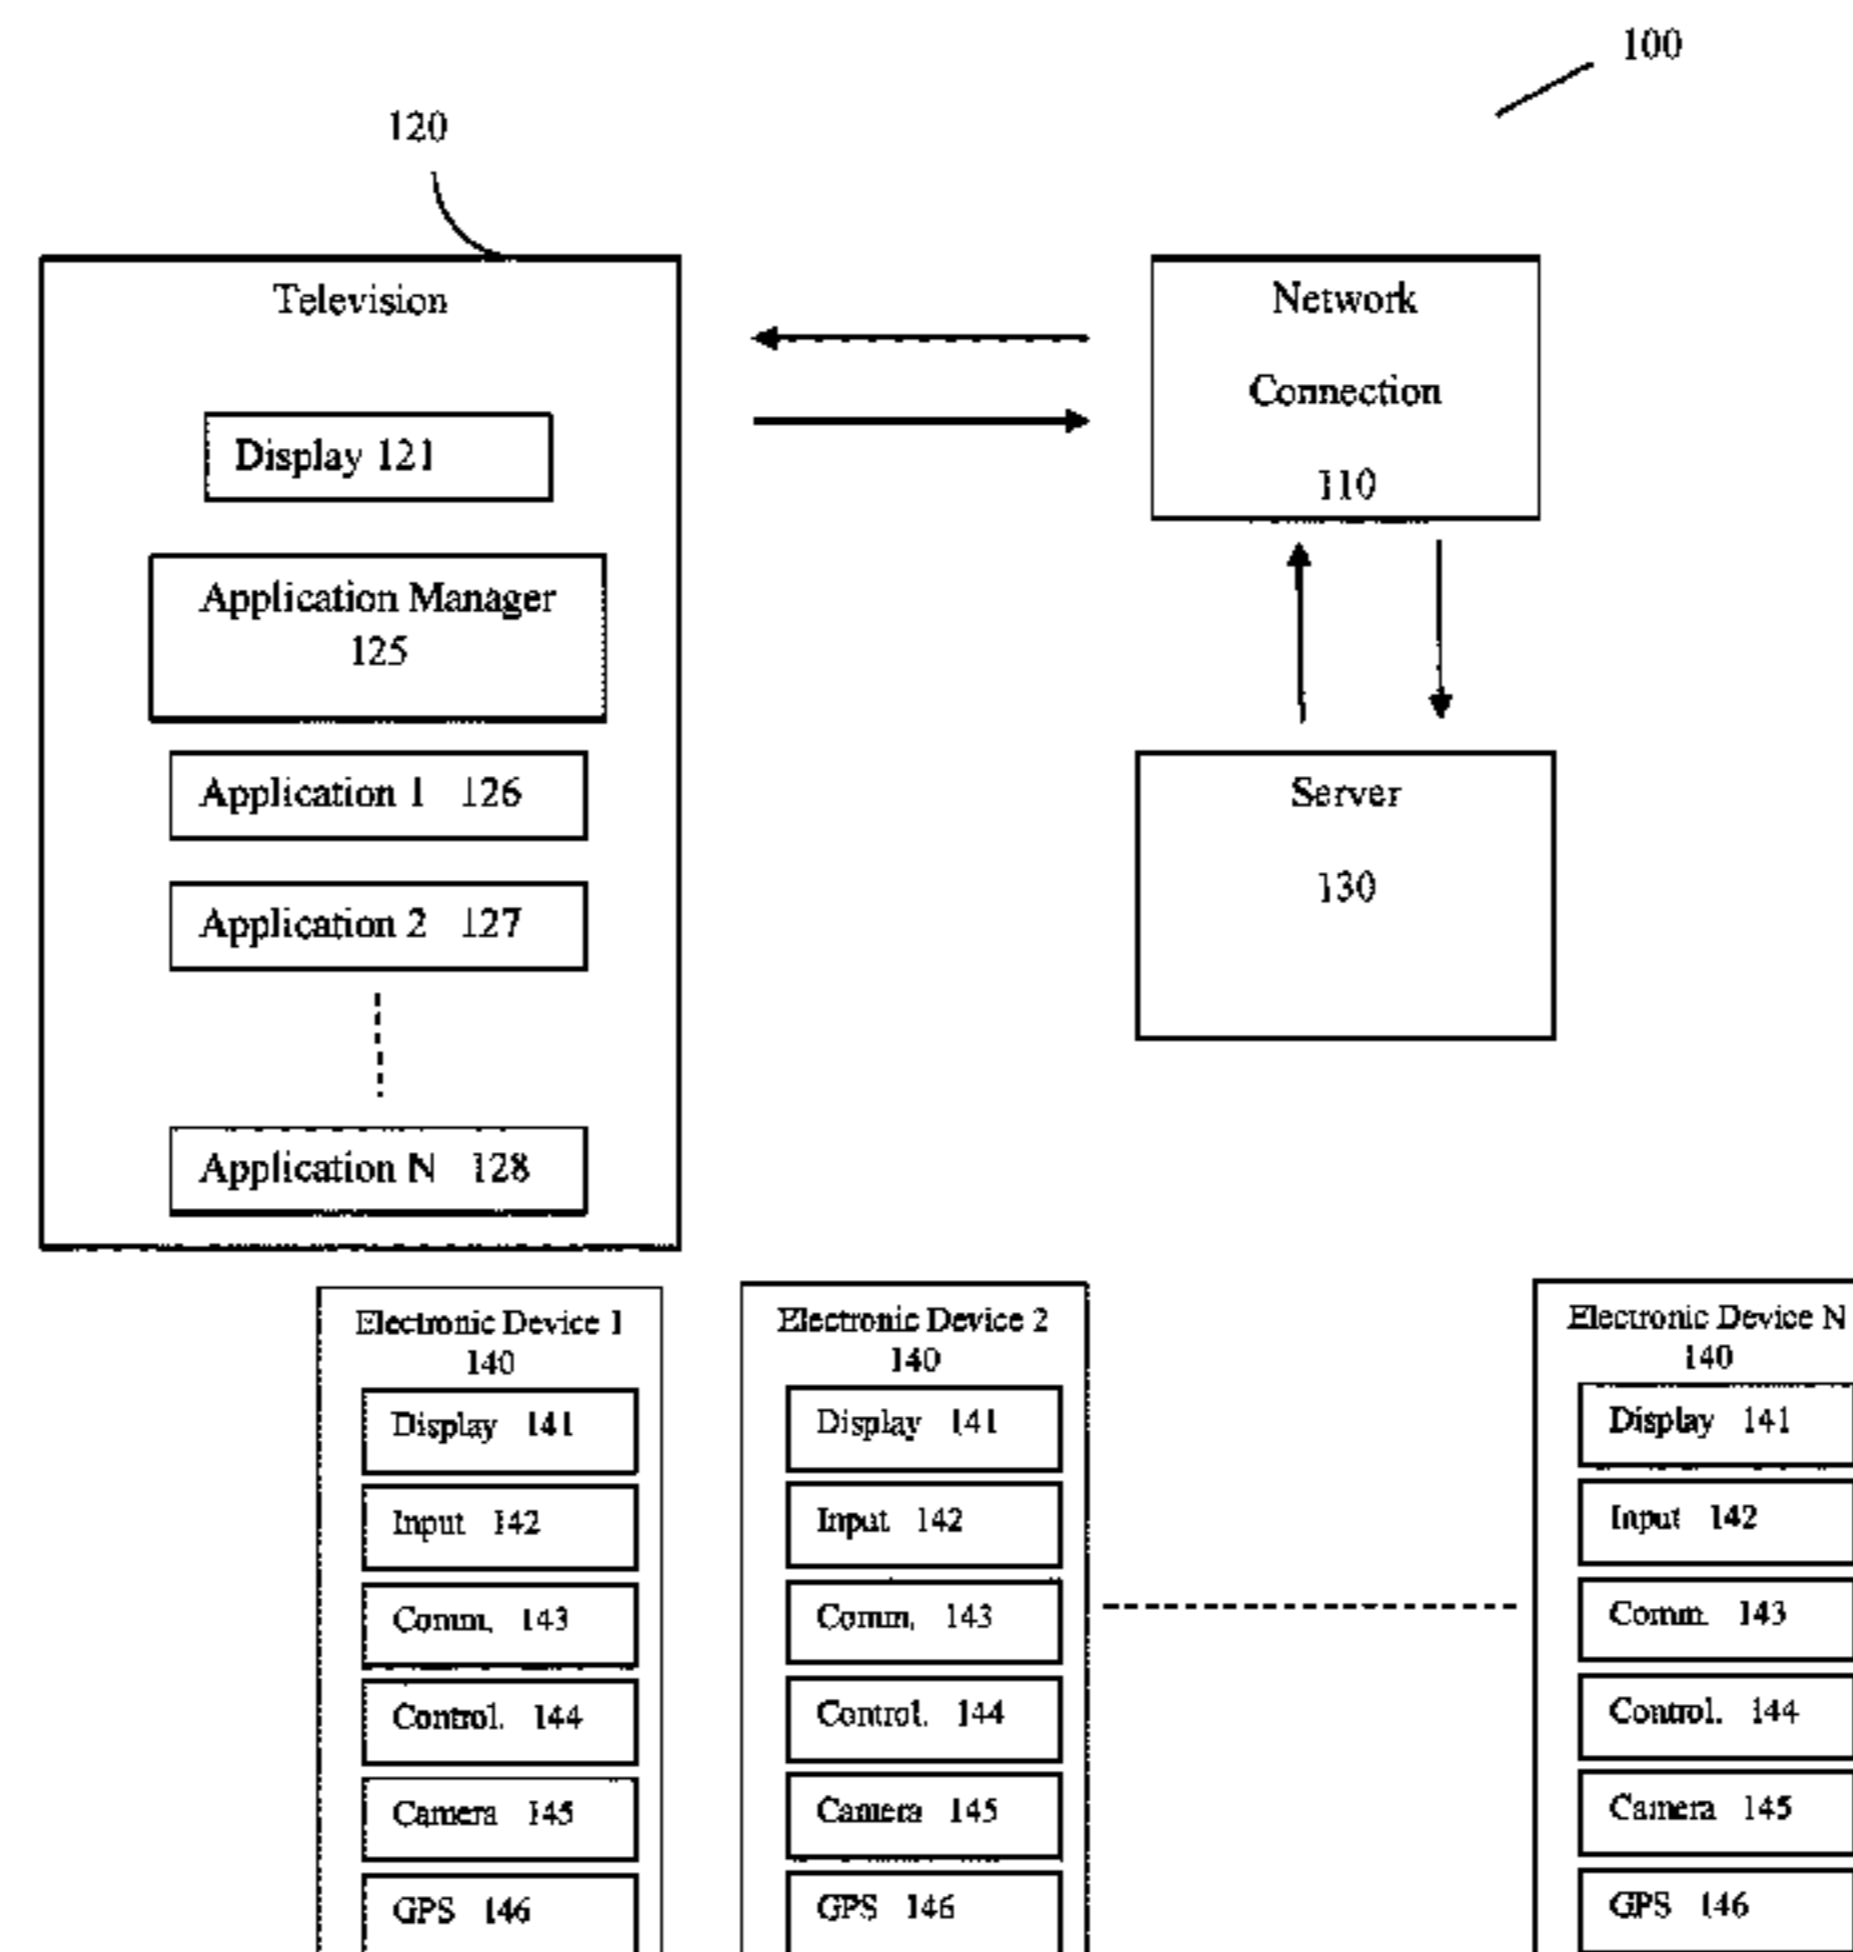 100
120
Television
Display 121
Application Manager
125
Application 1 126
Application 2 127
Application N 128
Network
Connection
110
Server
130
Electronic Device 1
140
Display 141
Input 142
Comm. 143
Control. 144
Camera 145
GPS 146
Electronic Device 2
140
Display 141
Input 142
Comm. 143
Control. 144
Camera 145
GPS 146
Electronic Device N
140
Display 141
Input 142
Comm. 143
Control. 144
Camera 145
GPS 146